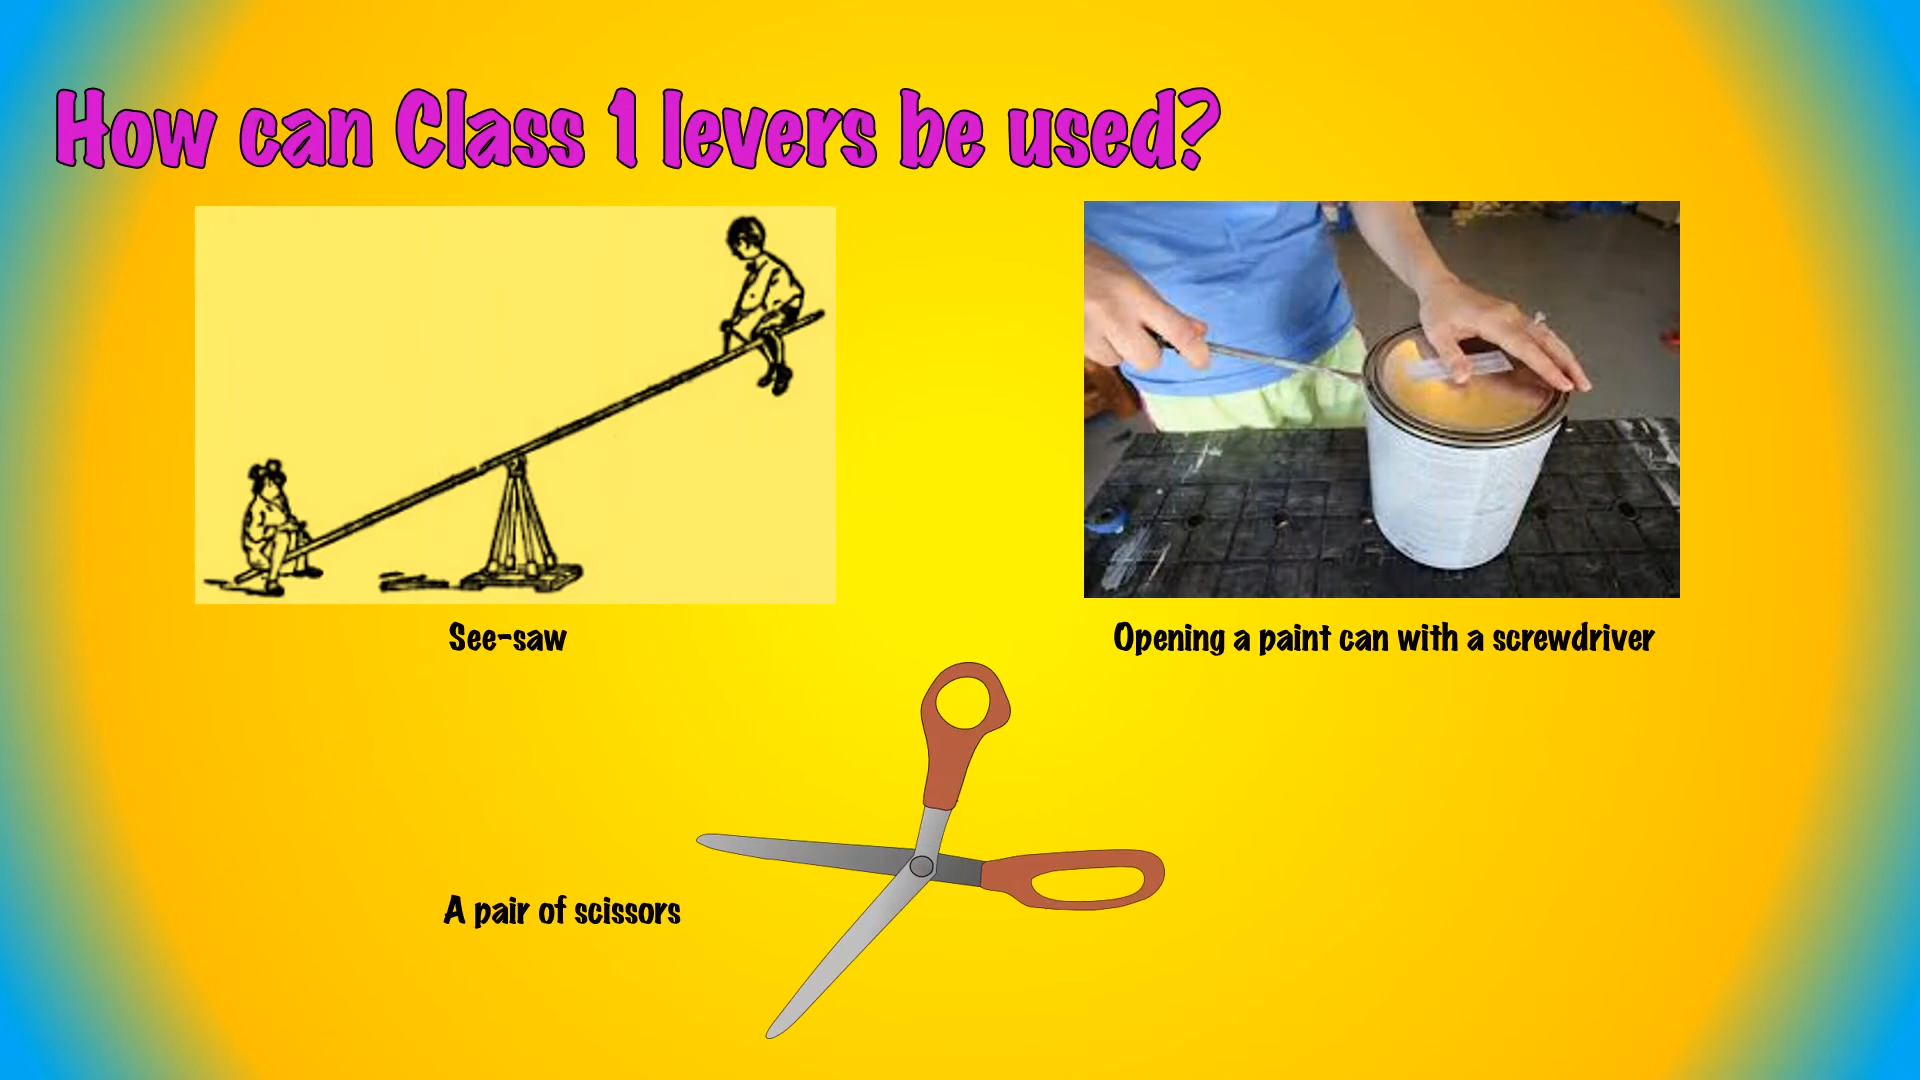 How can Class 1 levers be used?
See-saw
Opening a paint can with a screwdriver
A pair of scissors